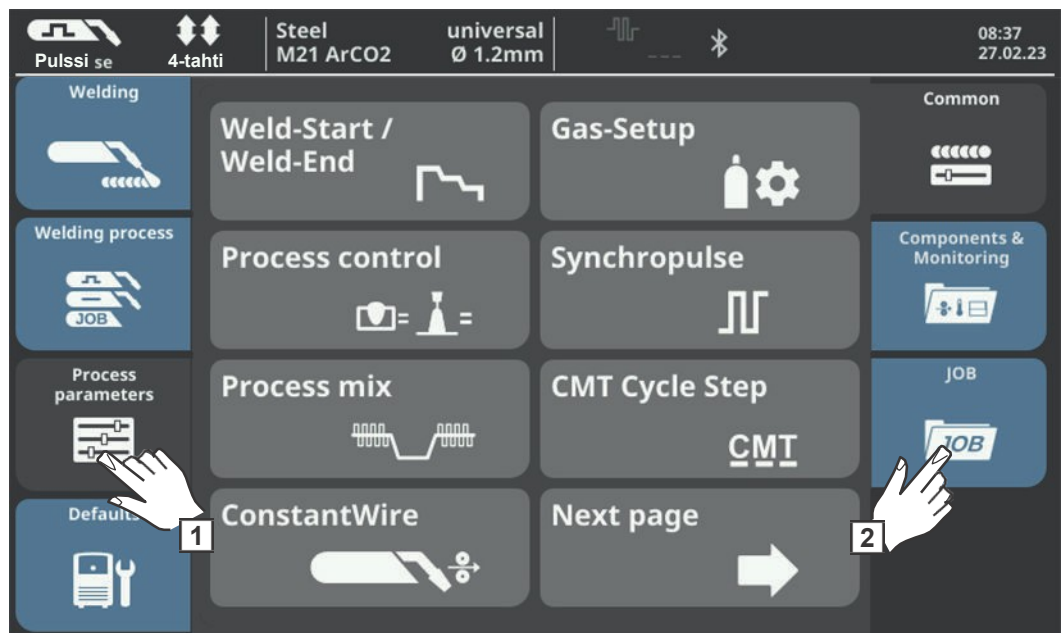 Pulssi se
4-tahti
Steel
M21 ArCO2
universal
Ø 1.2mm
---
08:37
27.02.23
Welding
Welding process
JOB
Process
parameters
Defaults
Weld-Start /
Weld-End
Gas-Setup
Process control
= =
Synchropulse
Process mix
CMT Cycle Step
CMT
ConstantWire
Next page
Common
Components &
Monitoring
JOB
JOB
1
2